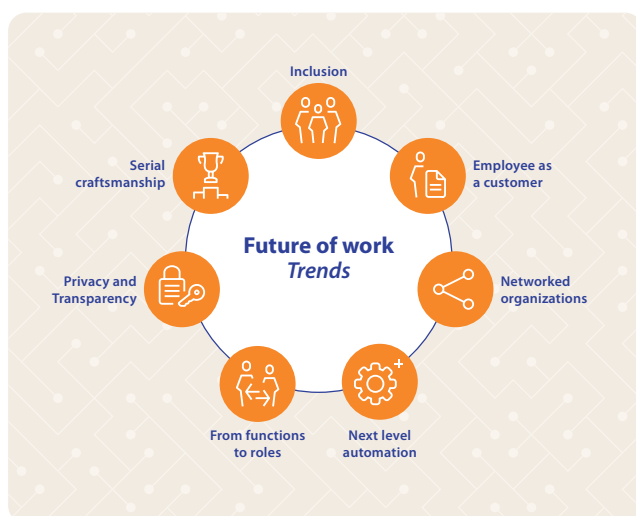 Inclusion
Serial
craftsmanship
Employee as
a customer
Future of work
Trends
Privacy and
Transparency
Networked
organizations
From functions
to roles
Next level
automation